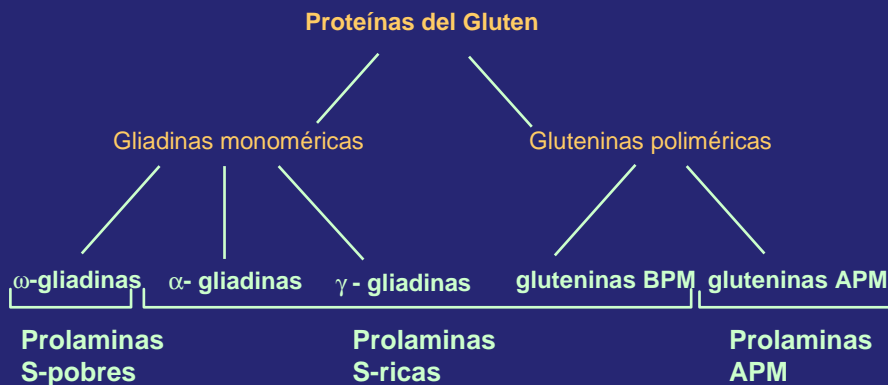 Proteínas del Gluten
Gliadinas monoméricas
Gluteninas poliméricas
ω-gliadinas
α- gliadinas
γ - gliadinas
gluteninas BPM
gluteninas APM
Prolaminas
S-pobres
Prolaminas
S-ricas
Prolaminas
APM